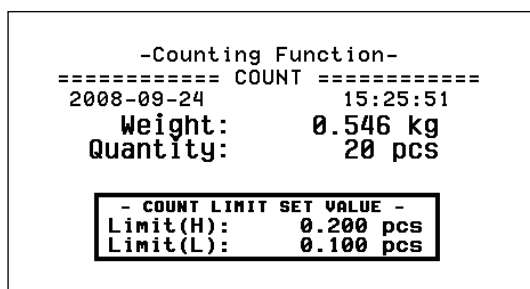 -Counting Function-
============ COUNT ============
2008-09-24 15:25:51
Weight: 0.546 kg
Quantity: 20 pcs
- COUNT LIMIT SET VALUE -
Limit(H): 0.200 pcs
Limit(L): 0.100 pcs